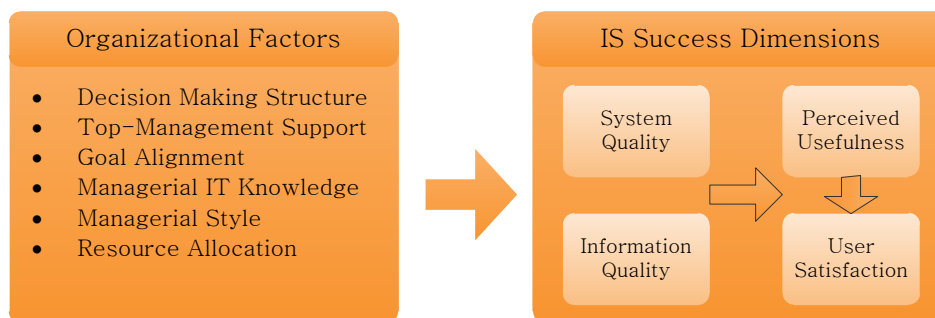 Organizational Factors
• Decision Making Structure
• Top-Management Support
• Goal Alignment
• Managerial IT Knowledge
• Managerial Style
• Resource Allocation
IS Success Dimensions
System
Quality
Perceived
Usefulness
Information
Quality
User
Satisfaction